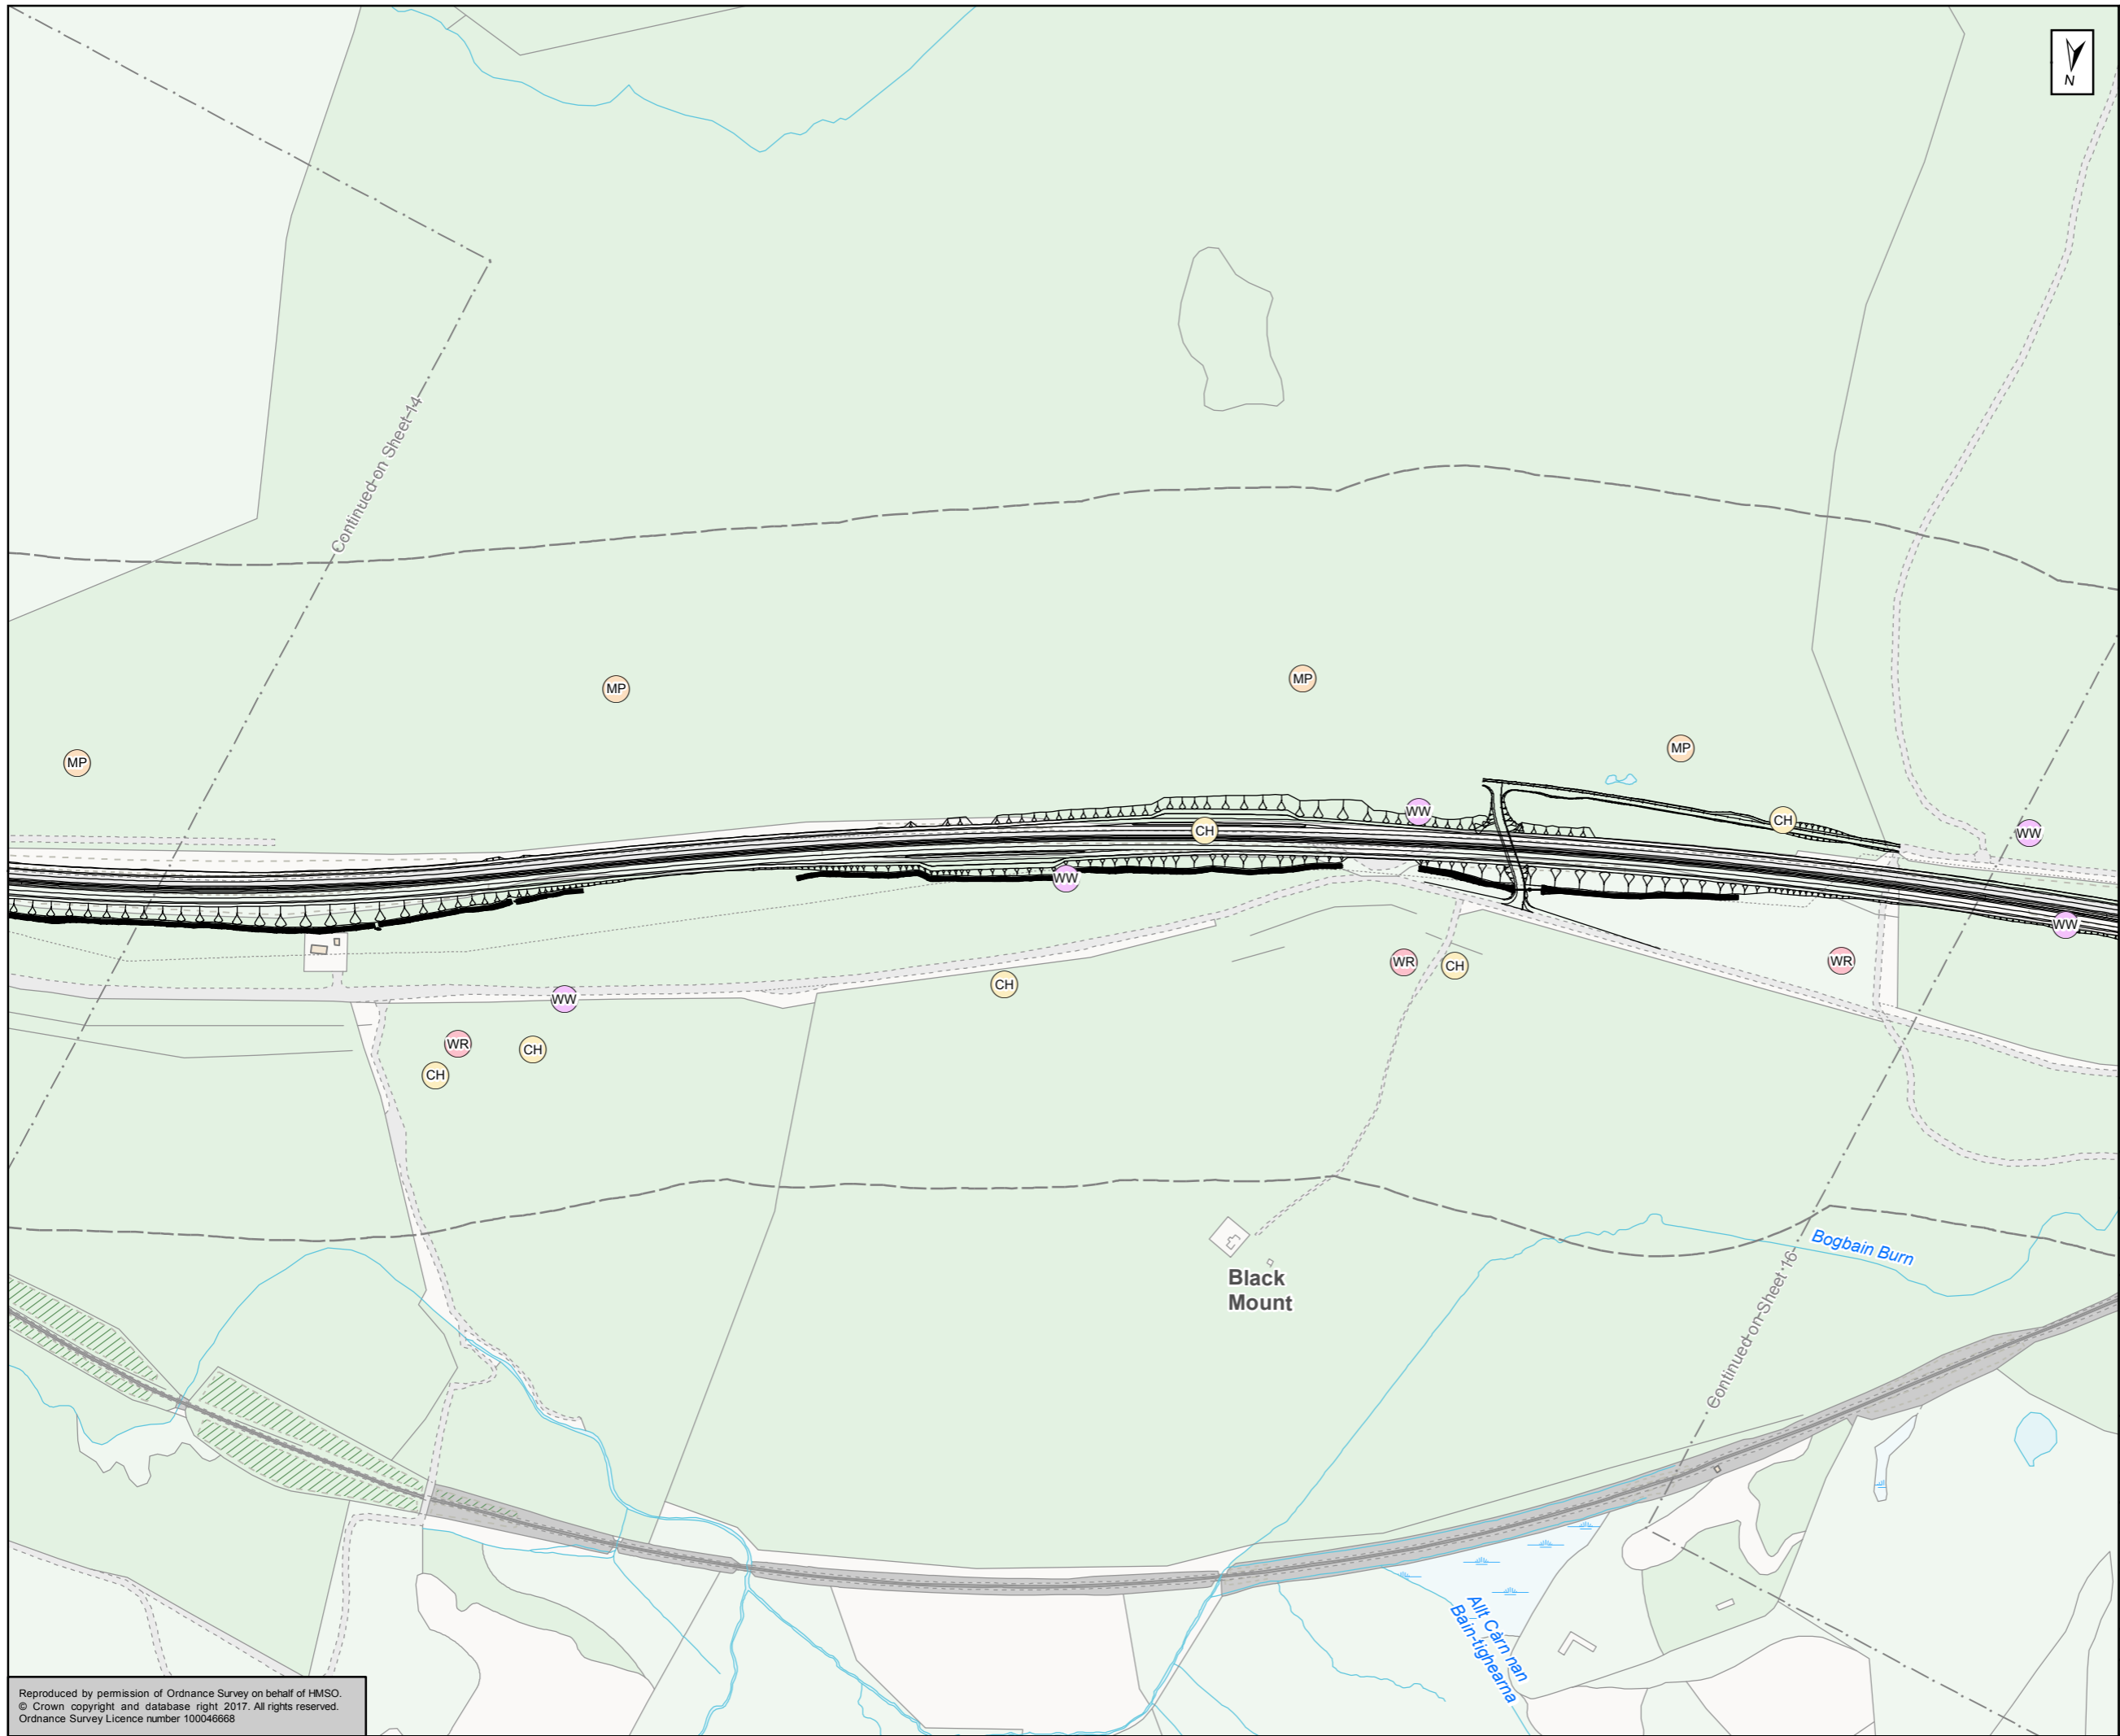 N
Continued on Sheet 14
MP
MP
MP
MP
WW
CH
CH
WW
WW
WW
WW
WR
CH
WR
CH
WR
CH
CH
Bogbain Burn
Continued on Sheet 16
Black
Mount
Allt Càrn nan
Bain-tighearna
Reproduced by permission of Ordnance Survey on behalf of HMSO.
© Crown copyright and database right 2017. All rights reserved.
Ordnance Survey Licence number 100046668